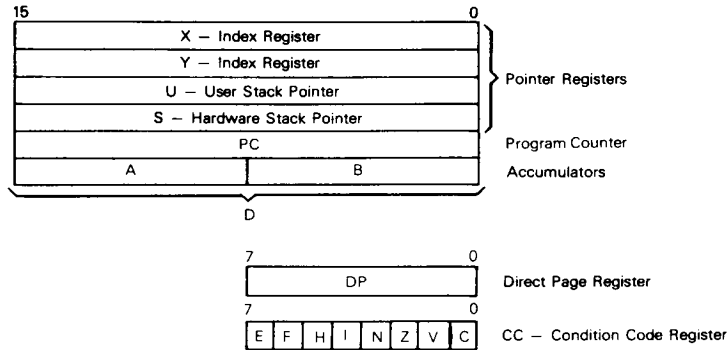 15 0
X – Index Register
Y – Index Register
U – User Stack Pointer
S – Hardware Stack Pointer
Pointer Registers
PC Program Counter
A B Accumulators
D
7 0
DP Direct Page Register
7 0
E F H I N Z V C CC – Condition Code Register